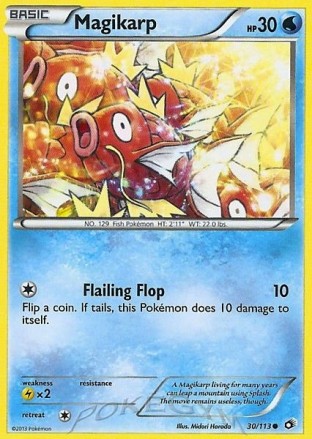 BASIC
Magikarp
HP30
NO. 129 Fish Pokémon HT: 2'11" WT: 22.0 lbs.
Flailing Flop 10
Flip a coin. If tails, this Pokémon does 10 damage to
itself.
weakness
×2
resistance
retreat
A Magikarp living for many years
can leap a mountain using Splash.
The move remains useless, though.
©2013 Pokémon
Illus. Midori Harada
30/113